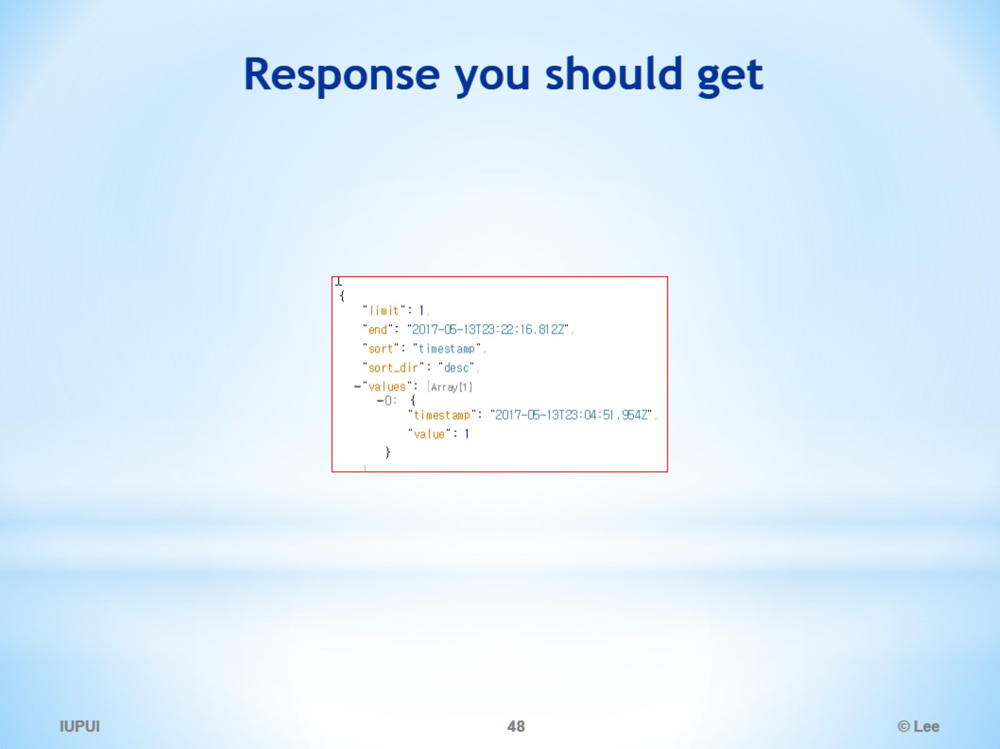 Response you should get
{
"limit": 1,
"end": "2017-05-13T23:22:16.812Z",
"sort": "timestamp",
"sort_dir": "desc",
-"values": [Array[1]
-0: {
"timestamp": "2017-05-13T23:04:51.954Z",
"value": 1
}
]
IUPUI 48 © Lee